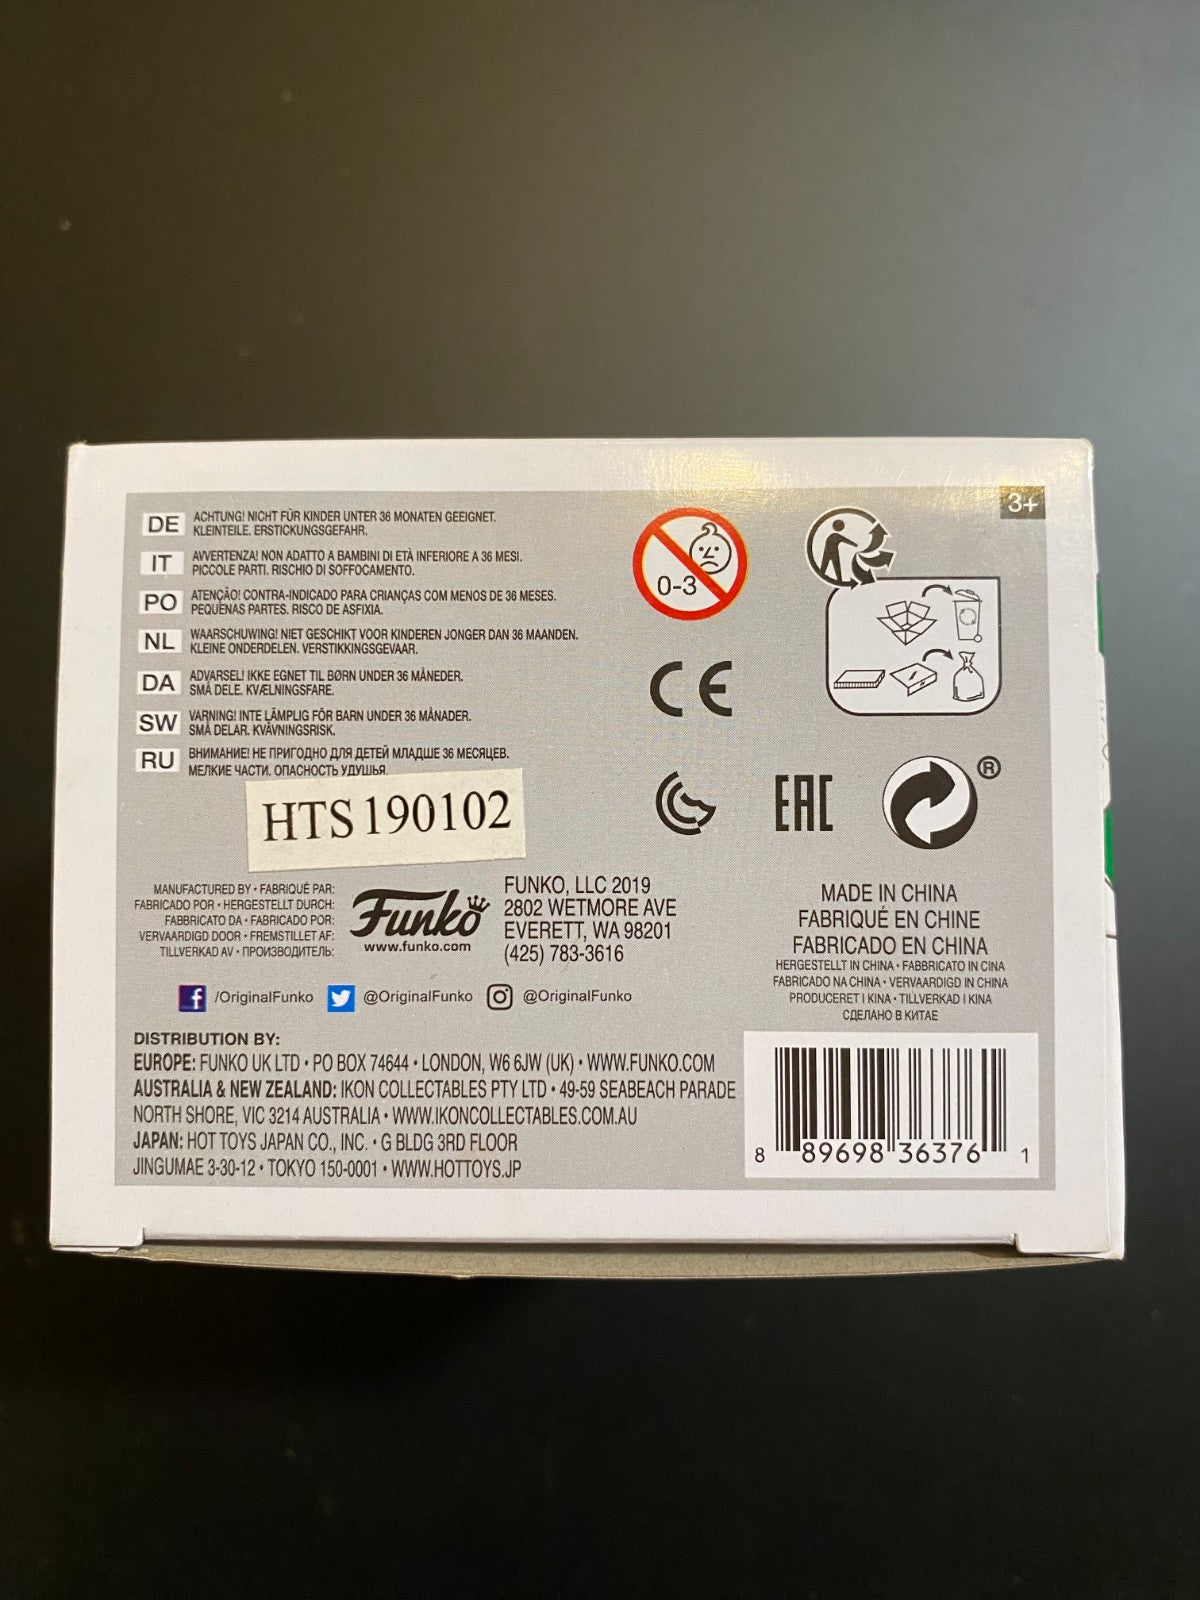 3+
DE ACHTUNG! NICHT FÜR KINDER UNTER 36 MONATEN GEEIGNET.
KLEINTEILE. ERSTICKUNGSGEFAHR.
IT AVVERTENZA! NON ADATTO A BAMBINI DI ETÀ INFERIORE A 36 MESI.
PICCOLE PARTI. RISCHIO DI SOFFOCAMENTO.
PO ATENÇÃO! CONTRA-INDICADO PARA CRIANÇAS COM MENOS DE 36 MESES.
PEQUENAS PARTES. RISCO DE ASFIXIA.
NL WAARSCHUWING! NIET GESCHIKT VOOR KINDEREN JONGER DAN 36 MAANDEN.
KLEINE ONDERDELEN. VERSTIKKINGSGEVAAR.
DA ADVARSEL! IKKE EGNET TIL BØRN UNDER 36 MÅNEDER.
SMÅ DELE. KVÆLNINGSFARE.
SW VARNING! INTE LÄMPLIG FÖR BARN UNDER 36 MÅNADER.
SMÅ DELAR. KVÄVNINGSRISK.
RU ВНИМАНИЕ! НЕ ПРИГОДНО ДЛЯ ДЕТЕЙ МЛАДШЕ 36 МЕСЯЦЕВ.
МЕЛКИЕ ЧАСТИ. ОПАСНОСТЬ УДУШЬЯ.
0-3
CE
EAC
®
HTS 190102
MANUFACTURED BY • FABRIQUÉ PAR:
FABRICADO POR • HERGESTELLT DURCH:
FABBRICATO DA • FABRICADO POR:
VERVAARDIGD DOOR • FREMSTILLET AF:
TILLVERKAD AV • ПРОИЗВОДИТЕЛЬ:
Funko
www.funko.com
FUNKO, LLC 2019
2802 WETMORE AVE
EVERETT, WA 98201
(425) 783-3616
MADE IN CHINA
FABRIQUÉ EN CHINE
FABRICADO EN CHINA
HERGESTELLT IN CHINA • FABBRICATO IN CINA
FABRICADO NA CHINA • VERVAARDIGD IN CHINA
PRODUCERET I KINA • TILLVERKAD I KINA
СДЕЛАНО В КИТАЕ
f /OriginalFunko @OriginalFunko @OriginalFunko
DISTRIBUTION BY:
EUROPE: FUNKO UK LTD • PO BOX 74644 • LONDON, W6 6JW (UK) • WWW.FUNKO.COM
AUSTRALIA & NEW ZEALAND: IKON COLLECTABLES PTY LTD • 49-59 SEABEACH PARADE
NORTH SHORE, VIC 3214 AUSTRALIA • WWW.IKONCOLLECTABLES.COM.AU
JAPAN: HOT TOYS JAPAN CO., INC. • G BLDG 3RD FLOOR
JINGUMAE 3-30-12 • TOKYO 150-0001 • WWW.HOTTOYS.JP
8 89698 36376 1